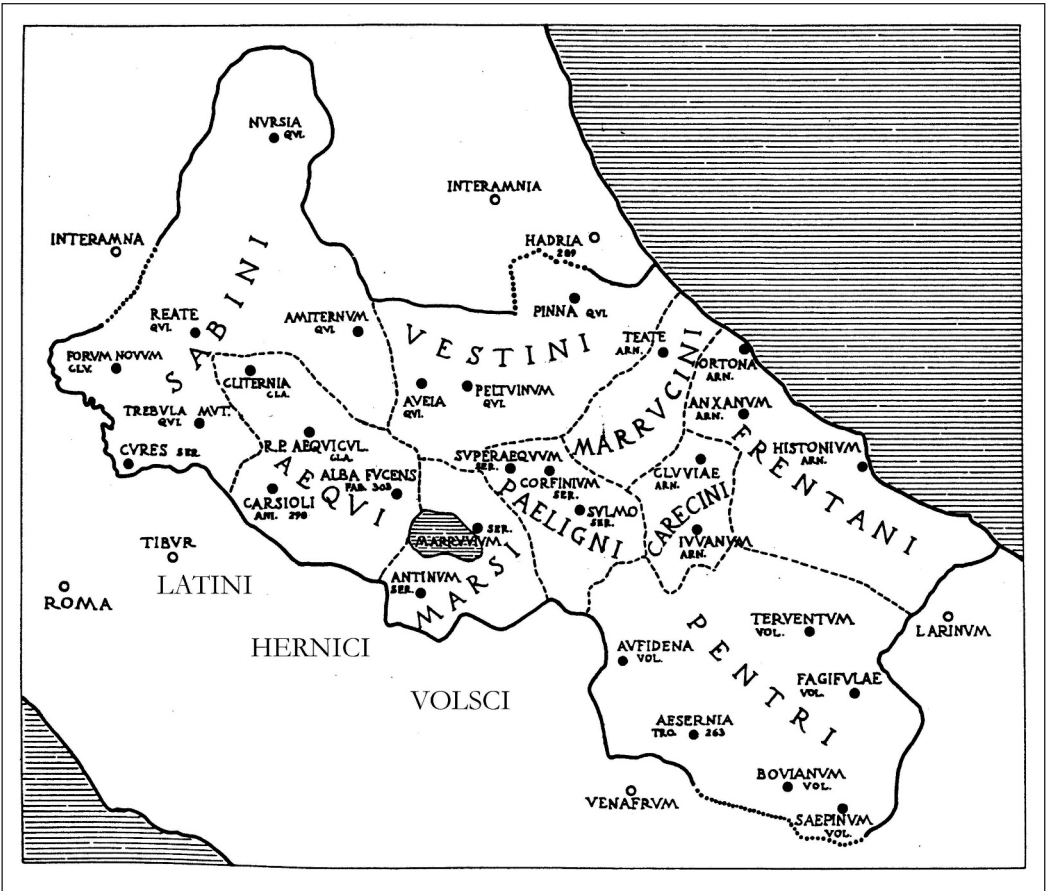 NVRSIA
QVI.
INTERAMNIA
INTERAMNA
HADRIA
289
SABINI
REATE
QVI.
AMITERNVM
QVI.
VESTINI
PINNA QVI.
TEATE
ARN.
MARRVCINI
ORTONA
ARN.
FORVM NOVVM
CLV.
CLITERNIA
CLA.
AVEIA
QVI.
PELTVINVM
QVI.
ANXANVM
ARN.
FRENTANI
TREBVLA MVT.
QVI.
CVRES SER.
R.P. AEQVICVL.
CLA.
AEQVI
SVPERAEQVVM
SER.
CORFINIVM
SER.
CLVVIAE
ARN.
HISTONIVM
ARN.
ALBA FVCENS
FAB. 303
CARSIOLI
ANI. 298
PAELIGNI
SVLMO
SER.
CARECINI
IVVANVM
ARN.
SER.
MARRVVIVM
MARSI
TIBVR
LATINI
ROMA
ANTINVM
SER.
HERNICI
VOLSCI
PENTRI
TERVENTVM
VOL.
LARINVM
AVFIDENA
VOL.
FAGIFVLAE
VOL.
AESERNIA
TRO. 263
VENAFRVM
BOVIANVM
VOL.
SAEPINVM
VOL.